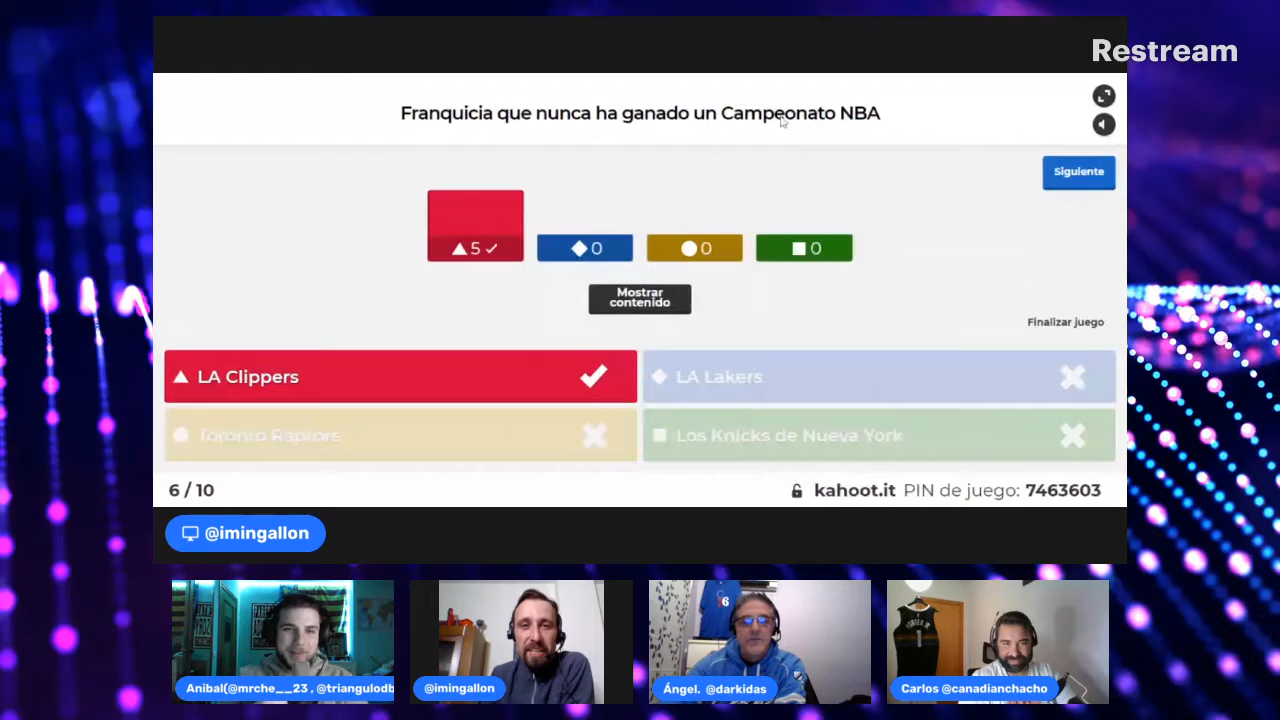 Restream
Franquicia que nunca ha ganado un Campeonato NBA
Siguiente
5
0
0
0
Mostrar
contenido
Finalizar juego
LA Clippers
LA Lakers
Toronto Raptors
Los Knicks de Nueva York
6 / 10
kahoot.it PIN de juego: 7463603
@imingallon
Anibal(@mrche__23 , @triangulodb
@imingallon
Ángel. @darkidas
Carlos @canadianchacho
1